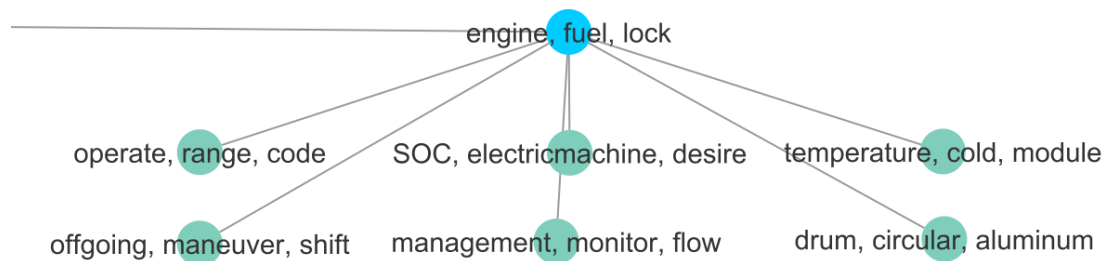 engine, fuel, lock
operate, range, code
SOC, electricmachine, desire
temperature, cold, module
offgoing, maneuver, shift
management, monitor, flow
drum, circular, aluminum